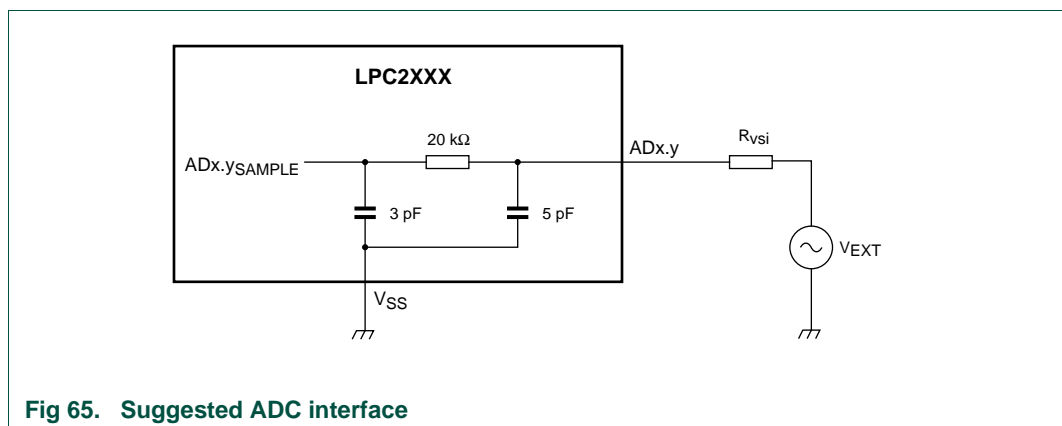 LPC2XXX
20 kΩ
ADx.y
Rvsi
ADx.ySAMPLE
3 pF
5 pF
VEXT
VSS
Fig 65. Suggested ADC interface